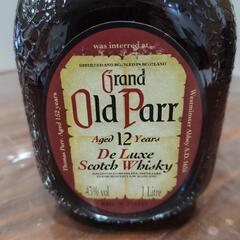 was interred at
DISTILLED AND BOTTLED IN SCOTLAND
Grand
Old Parr
Aged 12 Years
De Luxe
Scotch Whisky
43% vol
1 Litre
Thomas Parr. Aged 152 years
Westminster Abbey A.D. 1635